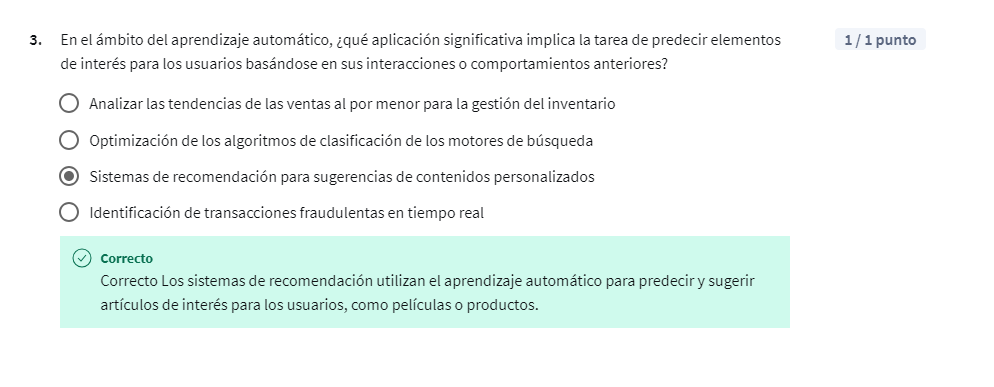 3. En el ámbito del aprendizaje automático, ¿qué aplicación significativa implica la tarea de predecir elementos
de interés para los usuarios basándose en sus interacciones o comportamientos anteriores?
1 / 1 punto
Analizar las tendencias de las ventas al por menor para la gestión del inventario
Optimización de los algoritmos de clasificación de los motores de búsqueda
Sistemas de recomendación para sugerencias de contenidos personalizados
Identificación de transacciones fraudulentas en tiempo real
Correcto
Correcto Los sistemas de recomendación utilizan el aprendizaje automático para predecir y sugerir
artículos de interés para los usuarios, como películas o productos.